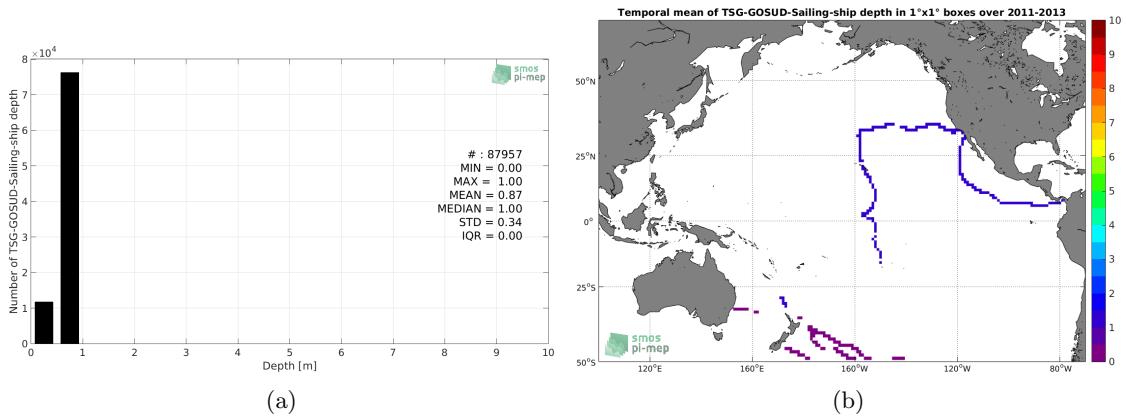 ×10⁴
8
7
6
5
4
3
2
1
0
Number of TSG-GOSUD-Sailing-ship depth
smos
pi-mep
# : 87957
MIN = 0.00
MAX = 1.00
MEAN = 0.87
MEDIAN = 1.00
STD = 0.34
IQR = 0.00
0 1 2 3 4 5 6 7 8 9 10
Depth [m]
(a)
Temporal mean of TSG-GOSUD-Sailing-ship depth in 1°x1° boxes over 2011-2013
50°N
25°N
0°
25°S
50°S
smos
pi-mep
120°E 160°E 160°W 120°W 80°W
10
9
8
7
6
5
4
3
2
1
0
(b)